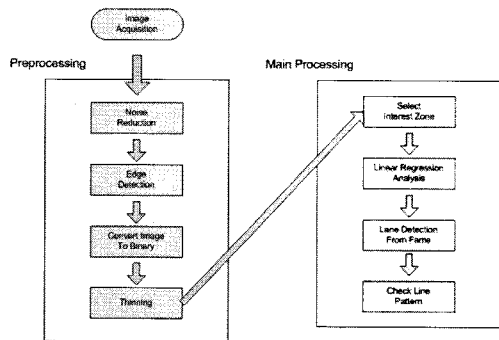 Image
Acquisition
Preprocessing
Noise
Reduction
Edge
Detection
Convert Image
To Binary
Thinning
Main Processing
Select
Interest Zone
Linear Regression
Analysis
Lane Detection
From Fame
Check Line
Pattern